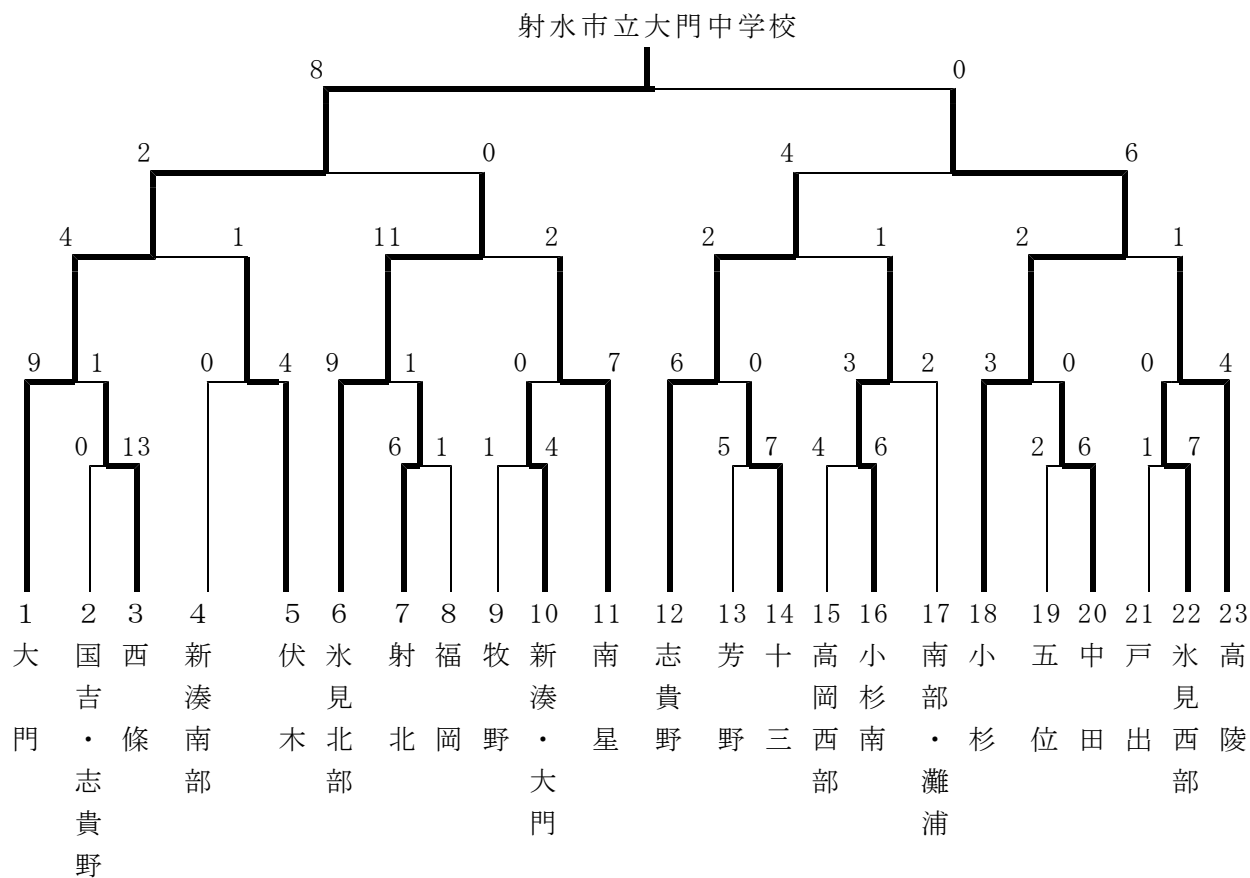 射水市立大門中学校
8 0
2 0 4 6
4 1 11 2 2 1 2 1
9 1 0 4 9 1 0 7 6 0 3 2 3 0 0 4
0 13 6 1 1 4 5 7 4 6 2 6 1 7
1 2 3 4 5 6 7 8 9 10 11 12 13 14 15 16 17 18 19 20 21 22 23
大門
国吉・志貴野
西條
新湊南部
伏木
氷見北部
射北
福岡
牧野
新湊・大門
南星
志貴野
芳野
十三
高岡西部
小杉南
南部・灘浦
小杉
五位
中田
戸出
氷見西部
高陵